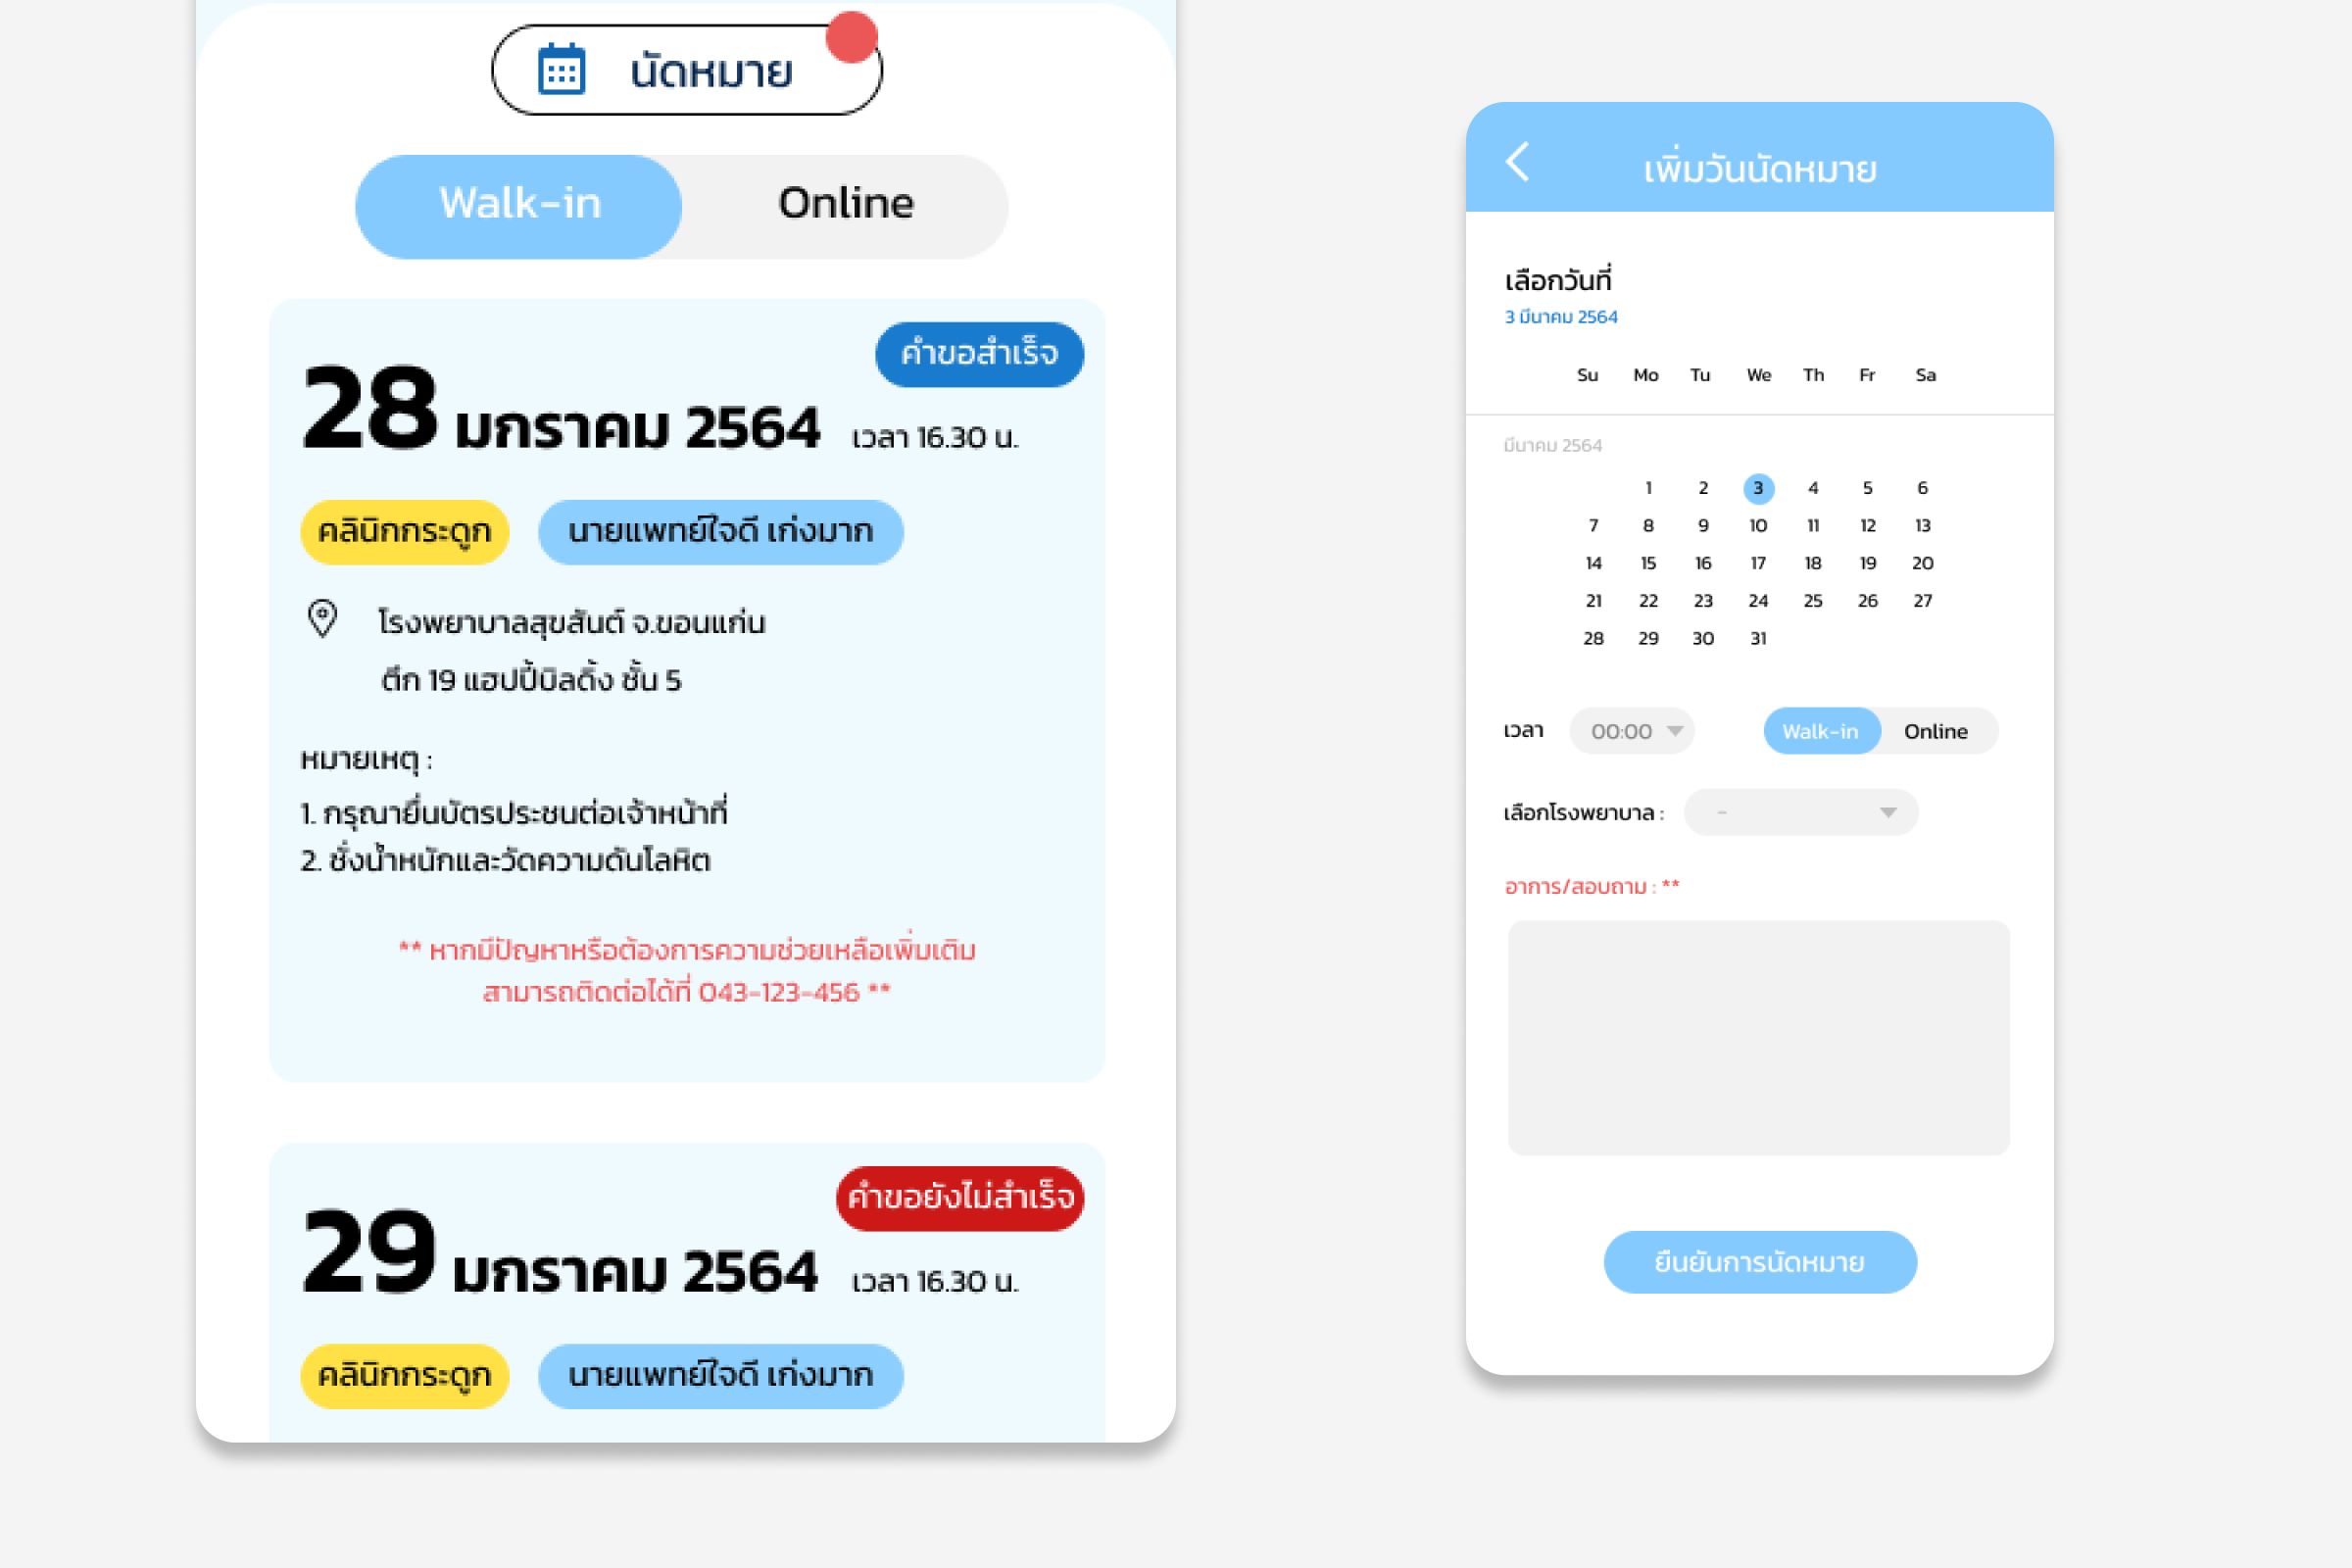 นัดหมาย
Walk-in Online
คำขอสำเร็จ
28 มกราคม 2564 เวลา 16.30 น.
คลินิกกระดูก นายแพทย์ใจดี เก่งมาก
โรงพยาบาลสุขสันต์ จ.ขอนแก่น
ตึก 19 แฮปปี้บิลดิ้ง ชั้น 5
หมายเหตุ :
1. กรุณายื่นบัตรประชนต่อเจ้าหน้าที่
2. ชั่งน้ำหนักและวัดความดันโลหิต
** หากมีปัญหาหรือต้องการความช่วยเหลือเพิ่มเติม
สามารถติดต่อได้ที่ 043-123-456 **
คำขอยังไม่สำเร็จ
29 มกราคม 2564 เวลา 16.30 น.
คลินิกกระดูก นายแพทย์ใจดี เก่งมาก
เพิ่มวันนัดหมาย
เลือกวันที่
3 มีนาคม 2564
Su Mo Tu We Th Fr Sa
มีนาคม 2564
1 2 3 4 5 6
7 8 9 10 11 12 13
14 15 16 17 18 19 20
21 22 23 24 25 26 27
28 29 30 31
เวลา 00:00 Walk-in Online
เลือกโรงพยาบาล : -
อาการ/สอบถาม : **
ยืนยันการนัดหมาย